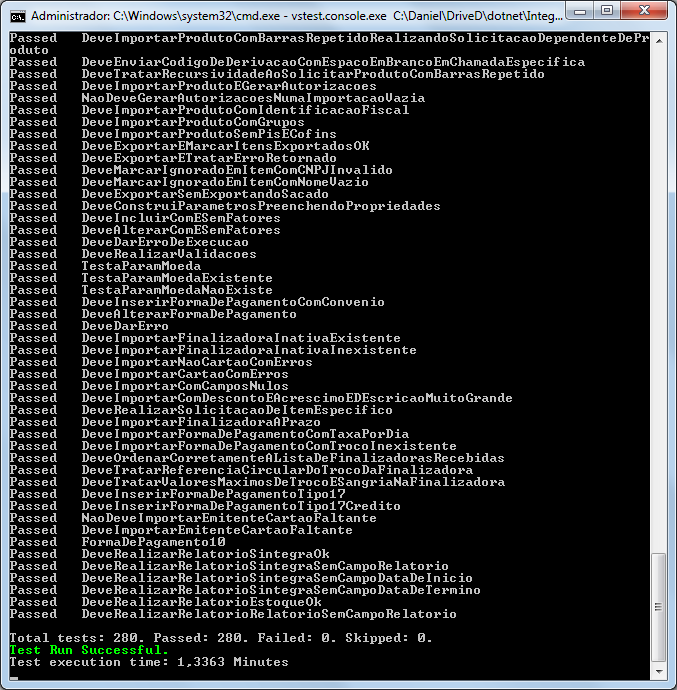 Administrador: C:\Windows\system32\cmd.exe - vstest.console.exe C:\Daniel\DriveD\dotnet\Integ...
Passed DeveImportarProdutoComBarrasRepetidoRealizandoSolicitacaoDependenteDePr
oduto
Passed DeveEnviarCodigoDeDerivacaoComEspacoEmBrancoEmChamadaEspecifica
Passed DeveTratarRecursividadeAoSolicitarProdutoComBarrasRepetido
Passed DeveImportarProdutoEGerarAutorizacoes
Passed NaoDeveGerarAutorizacoesNumaImportacaoVazia
Passed DeveImportarProdutoComIdentificacaoFiscal
Passed DeveImportarProdutoComGrupos
Passed DeveImportarProdutoSemPisECofins
Passed DeveExportarEMarcarItensExportadosOK
Passed DeveExportarETratarErroRetornado
Passed DeveMarcarIgnoradoEmItemComCNPJInvalido
Passed DeveMarcarIgnoradoEmItemComNomeVazio
Passed DeveExportarSemExportandoSacado
Passed DeveConstruiParametrosPreenchendoPropriedades
Passed DeveIncluirComESemFatores
Passed DeveAlterarComESemFatores
Passed DeveDarErroDeExecucao
Passed DeveRealizarValidacoes
Passed TestaParamMoeda
Passed TestaParamMoedaExistente
Passed TestaParamMoedaNaoExiste
Passed DeveInserirFormaDePagamentoComConvenio
Passed DeveAlterarFormaDePagamento
Passed DeveDarErro
Passed DeveImportarFinalizadoraInativaExistente
Passed DeveImportarFinalizadoraInativaInexistente
Passed DeveImportarNaoCartaoComErros
Passed DeveImportarCartaoComErros
Passed DeveImportarComCamposNulos
Passed DeveImportarComDescontoEAcrescimoEDEscricaoMuitoGrande
Passed DeveRealizarSolicitacaoDeItemEspecifico
Passed DeveImportarFinalizadoraAPrazo
Passed DeveImportarFormaDePagamentoComTaxaPorDia
Passed DeveImportarFormaDePagamentoComTrocoInexistente
Passed DeveOrdenarCorretamenteAListaDeFinalizadorasRecebidas
Passed DeveTratarReferenciaCircularDoTrocoDaFinalizadora
Passed DeveTratarValoresMaximosDeTrocoESangriaNaFinalizadora
Passed DeveInserirFormaDePagamentoTipo17
Passed DeveInserirFormaDePagamentoTipo17Credito
Passed NaoDeveImportarEmitenteCartaoFaltante
Passed DeveImportarEmitenteCartaoFaltante
Passed FormaDePagamento10
Passed DeveRealizarRelatorioSintegraOk
Passed DeveRealizarRelatorioSintegraSemCampoRelatorio
Passed DeveRealizarRelatorioSintegraSemCampoDataDeInicio
Passed DeveRealizarRelatorioSintegraSemCampoDataDeTermino
Passed DeveRealizarRelatorioEstoqueOk
Passed DeveRealizarRelatorioRelatorioSemCampoRelatorio
Total tests: 280. Passed: 280. Failed: 0. Skipped: 0.
Test Run Successful.
Test execution time: 1,3363 Minutes